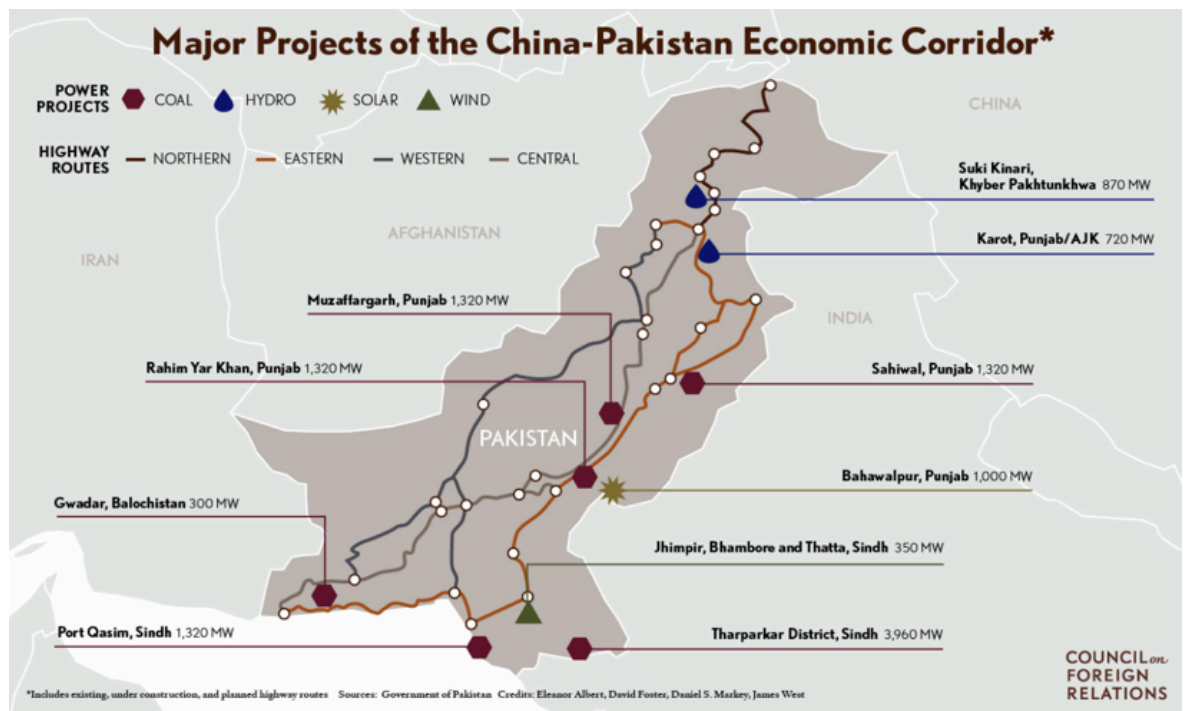 Major Projects of the China-Pakistan Economic Corridor*
POWER PROJECTS
COAL
HYDRO
SOLAR
WIND
HIGHWAY ROUTES
NORTHERN
EASTERN
WESTERN
CENTRAL
CHINA
Suki Kinari,
Khyber Pakhtunkhwa 870 MW
AFGHANISTAN
Karot, Punjab/AJK 720 MW
IRAN
Muzaffargarh, Punjab 1,320 MW
INDIA
Rahim Yar Khan, Punjab 1,320 MW
Sahiwal, Punjab 1,320 MW
PAKISTAN
Bahawalpur, Punjab 1,000 MW
Gwadar, Balochistan 300 MW
Jhimpir, Bhambore and Thatta, Sindh 350 MW
Port Qasim, Sindh 1,320 MW
Tharparkar District, Sindh 3,960 MW
COUNCIL on
FOREIGN
RELATIONS
*Includes existing, under construction, and planned highway routes Sources: Government of Pakistan Credits: Eleanor Albert, David Foster, Daniel S. Markey, James West